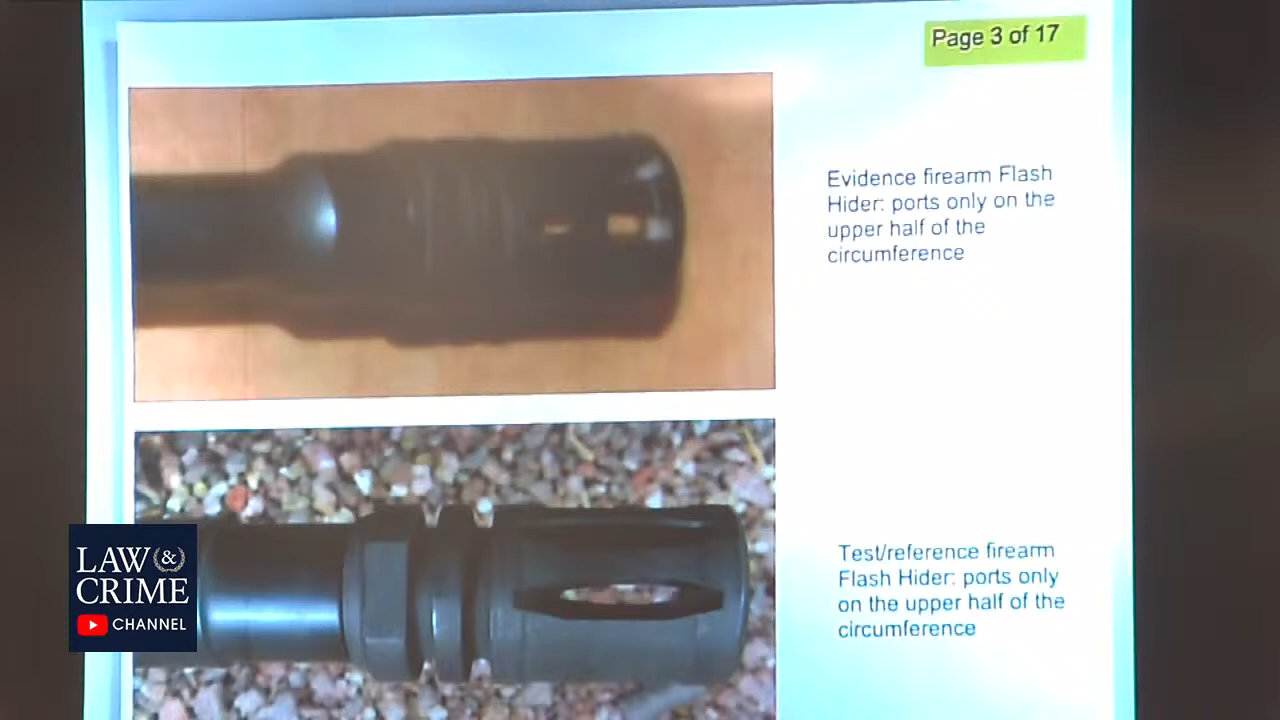 Page 3 of 17
Evidence firearm Flash
Hider: ports only on the
upper half of the
circumference
Test/reference firearm
Flash Hider: ports only
on the upper half of the
circumference
LAW &
CRIME
CHANNEL